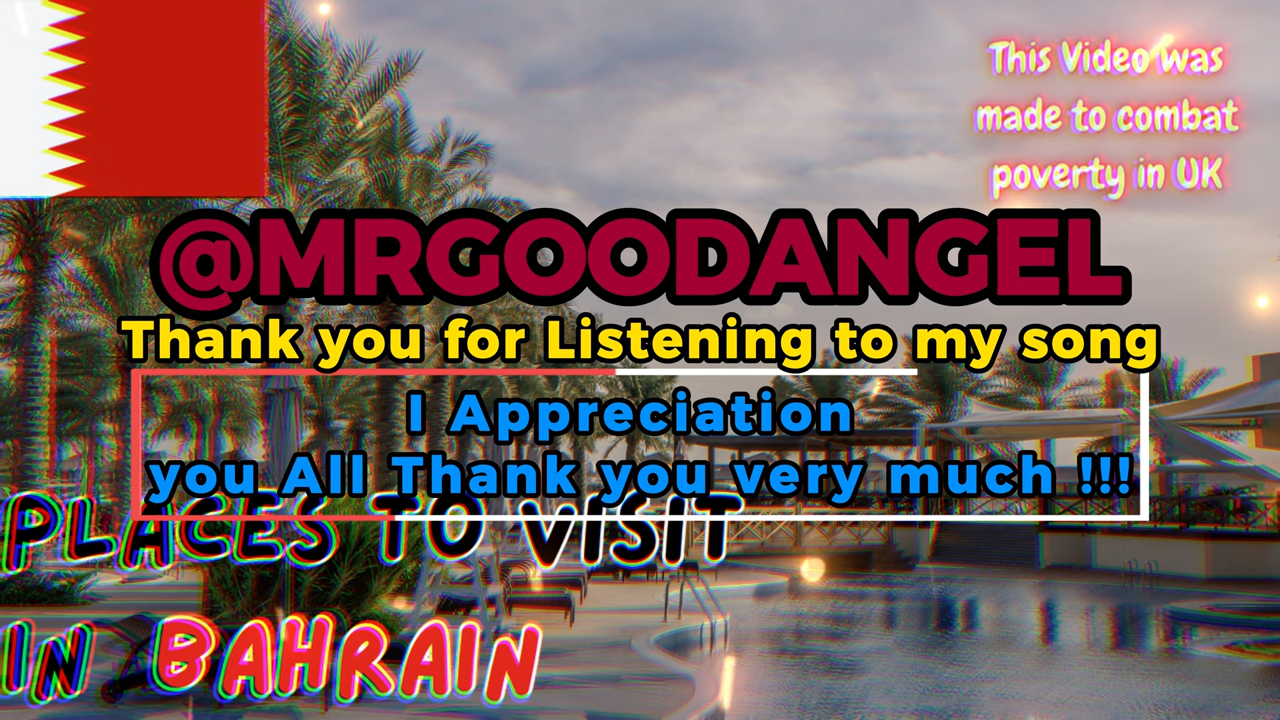 This Video was
made to combat
poverty in UK
@MRGOODANGEL
Thank you for Listening to my song
I Appreciation
you All Thank you very much !!!
PLACES TO VISIT
IN BAHRAIN